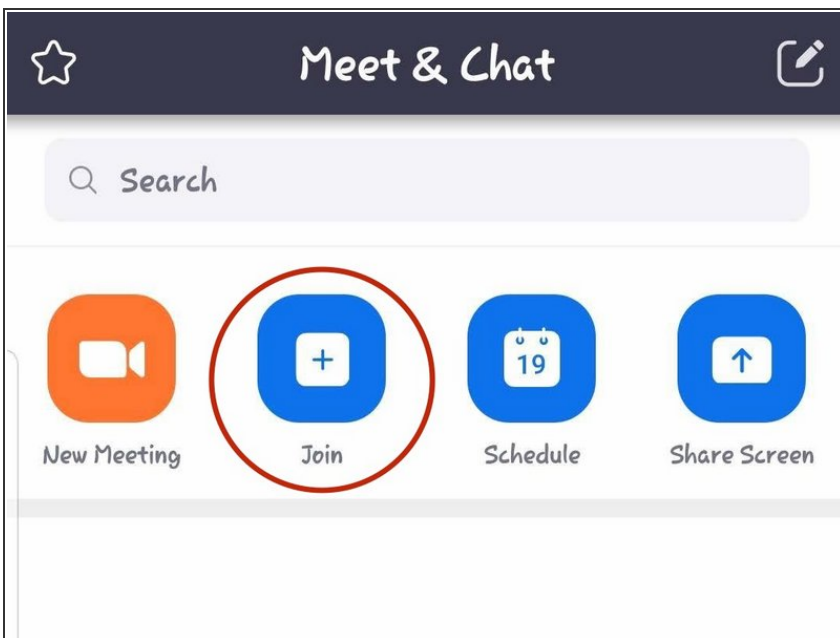 Meet & Chat
Search
19
New Meeting
Join
Schedule
Share Screen